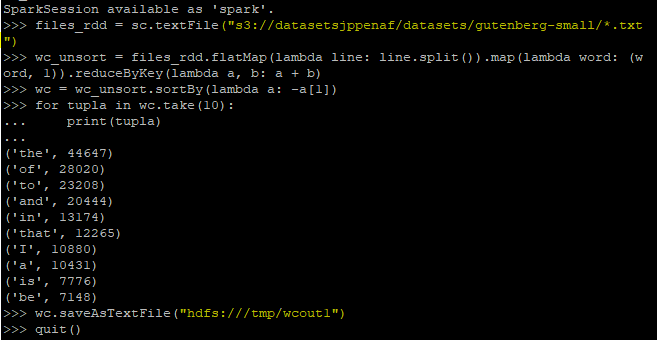 SparkSession available as 'spark'.
>>> files_rdd = sc.textFile("s3://datasetsjppenaf/datasets/gutenberg-small/*.txt
")
>>> wc_unsort = files_rdd.flatMap(lambda line: line.split()).map(lambda word: (w
ord, 1)).reduceByKey(lambda a, b: a + b)
>>> wc = wc_unsort.sortBy(lambda a: -a[1])
>>> for tupla in wc.take(10):
...     print(tupla)
...
('the', 44647)
('of', 28020)
('to', 23208)
('and', 20444)
('in', 13174)
('that', 12265)
('I', 10880)
('a', 10431)
('is', 7776)
('be', 7148)
>>> wc.saveAsTextFile("hdfs:///tmp/wcout1")
>>> quit()